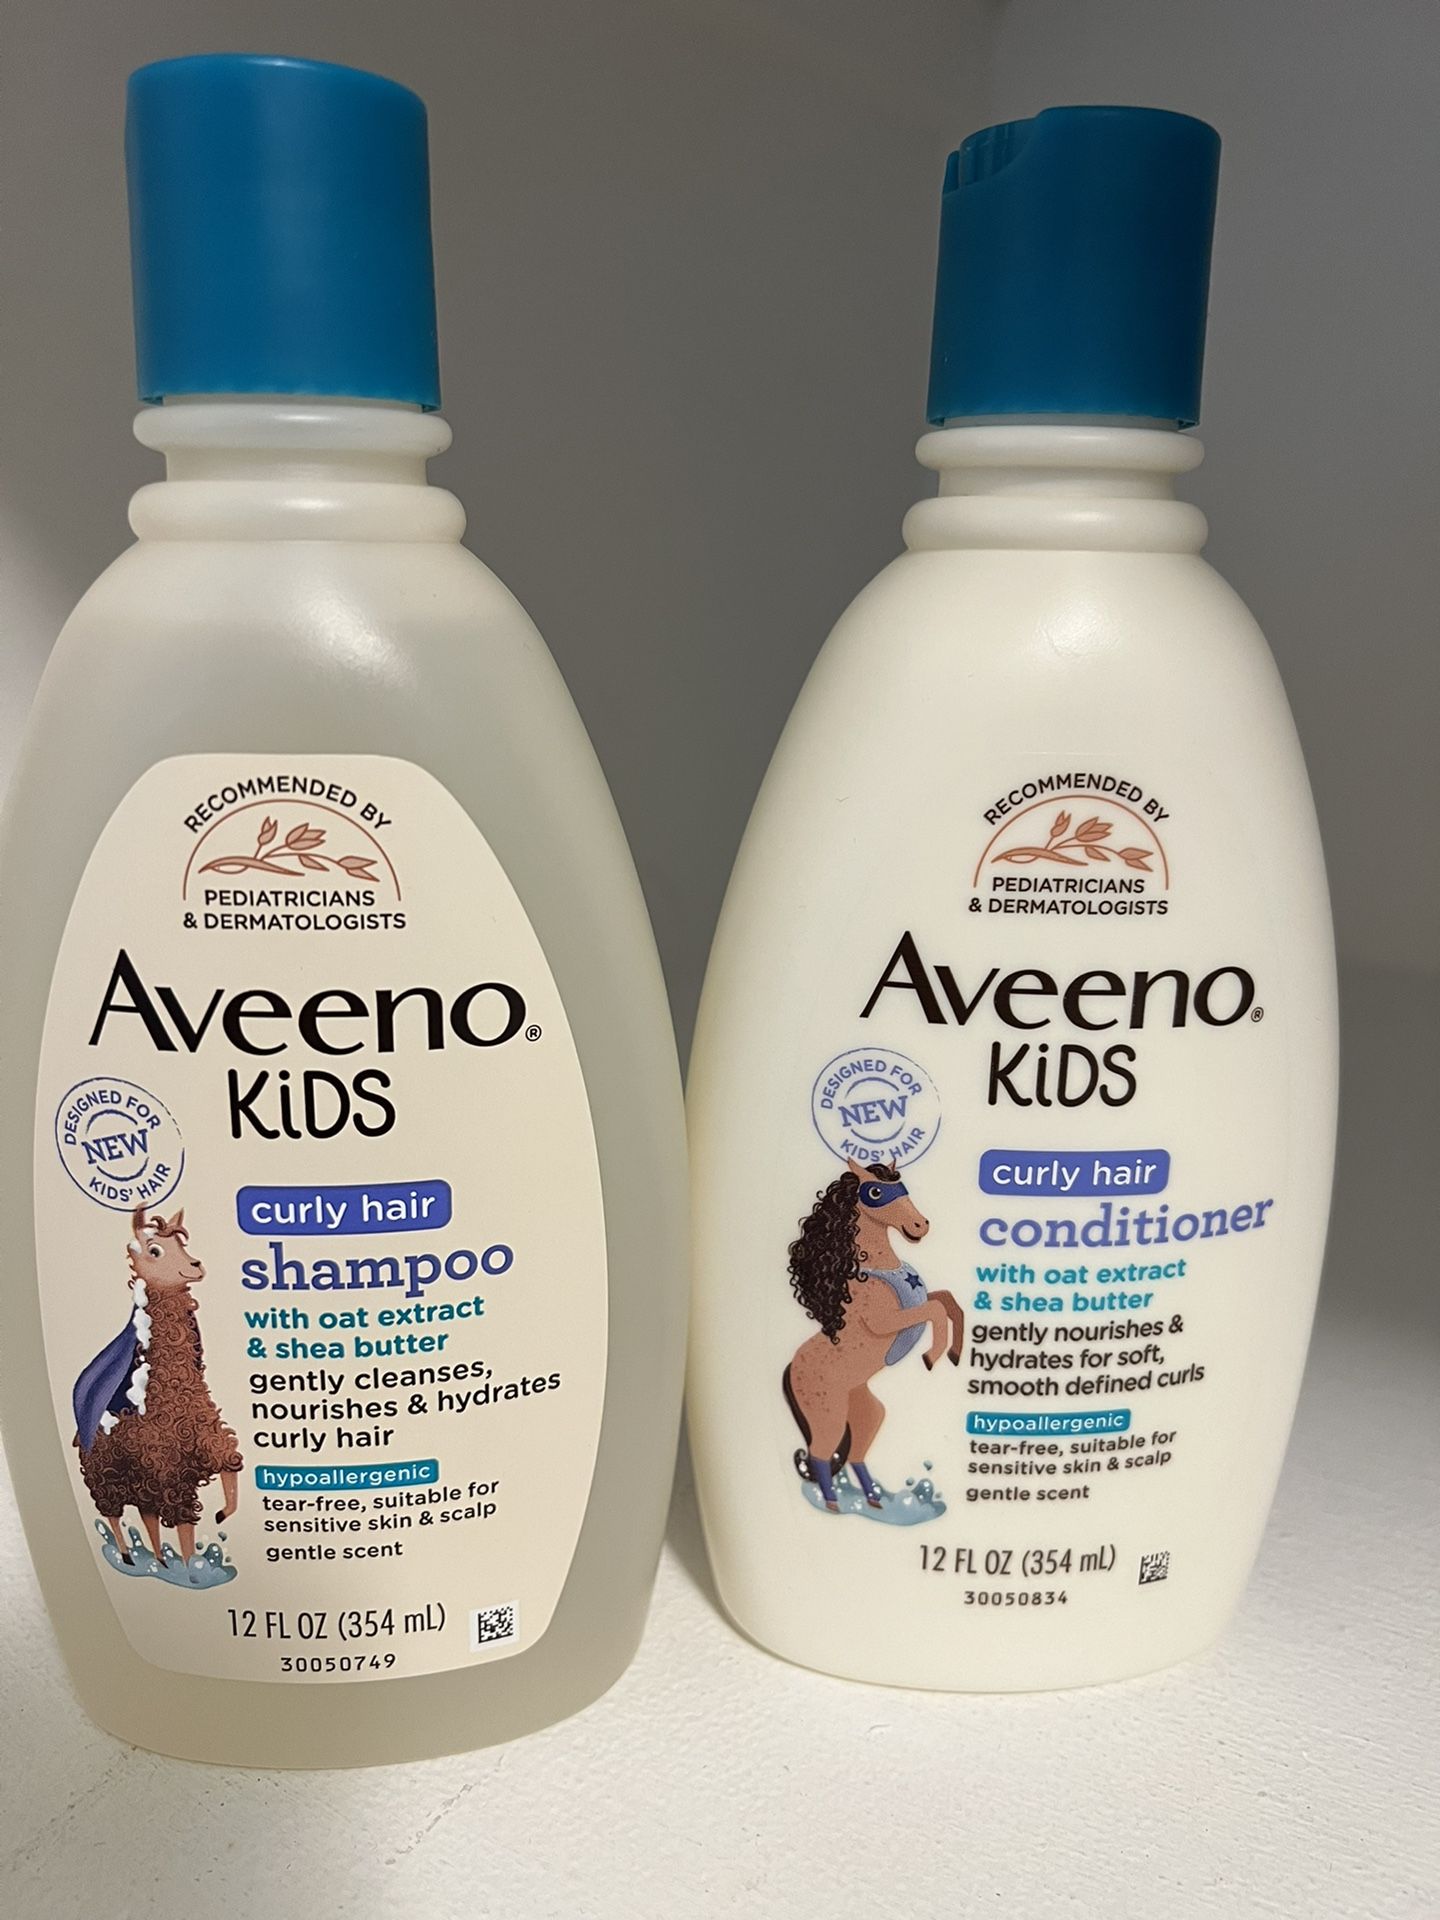 RECOMMENDED BY
PEDIATRICIANS
& DERMATOLOGISTS
Aveeno®
KiDS
DESIGNED FOR
NEW
KIDS' HAIR
curly hair
shampoo
with oat extract
& shea butter
gently cleanses,
nourishes & hydrates
curly hair
hypoallergenic
tear-free, suitable for
sensitive skin & scalp
gentle scent
12 FL OZ (354 mL)
30050749
RECOMMENDED BY
PEDIATRICIANS
& DERMATOLOGISTS
Aveeno®
KiDS
DESIGNED FOR
NEW
KIDS' HAIR
curly hair
conditioner
with oat extract
& shea butter
gently nourishes &
hydrates for soft,
smooth defined curls
hypoallergenic
tear-free, suitable for
sensitive skin & scalp
gentle scent
12 FL OZ (354 mL)
30050834